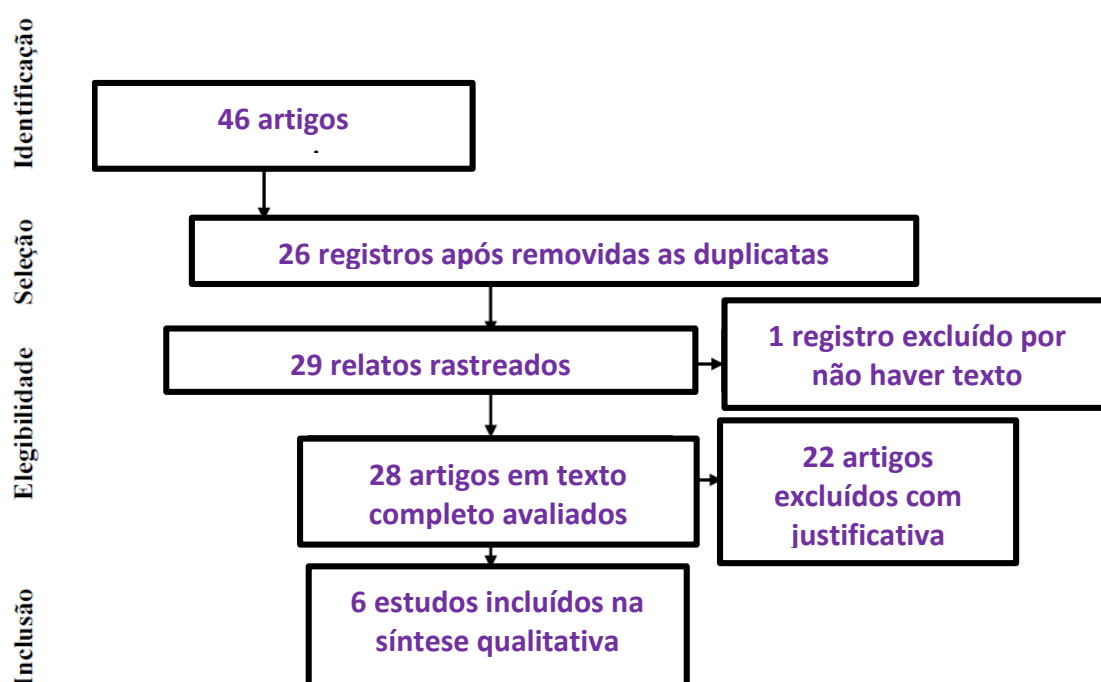 Identificação
46 artigos
Seleção
26 registros após removidas as duplicatas
Elegibilidade
29 relatos rastreados
1 registro excluído por
não haver texto
28 artigos em texto
completo avaliados
22 artigos
excluídos com
justificativa
Inclusão
6 estudos incluídos na
síntese qualitativa